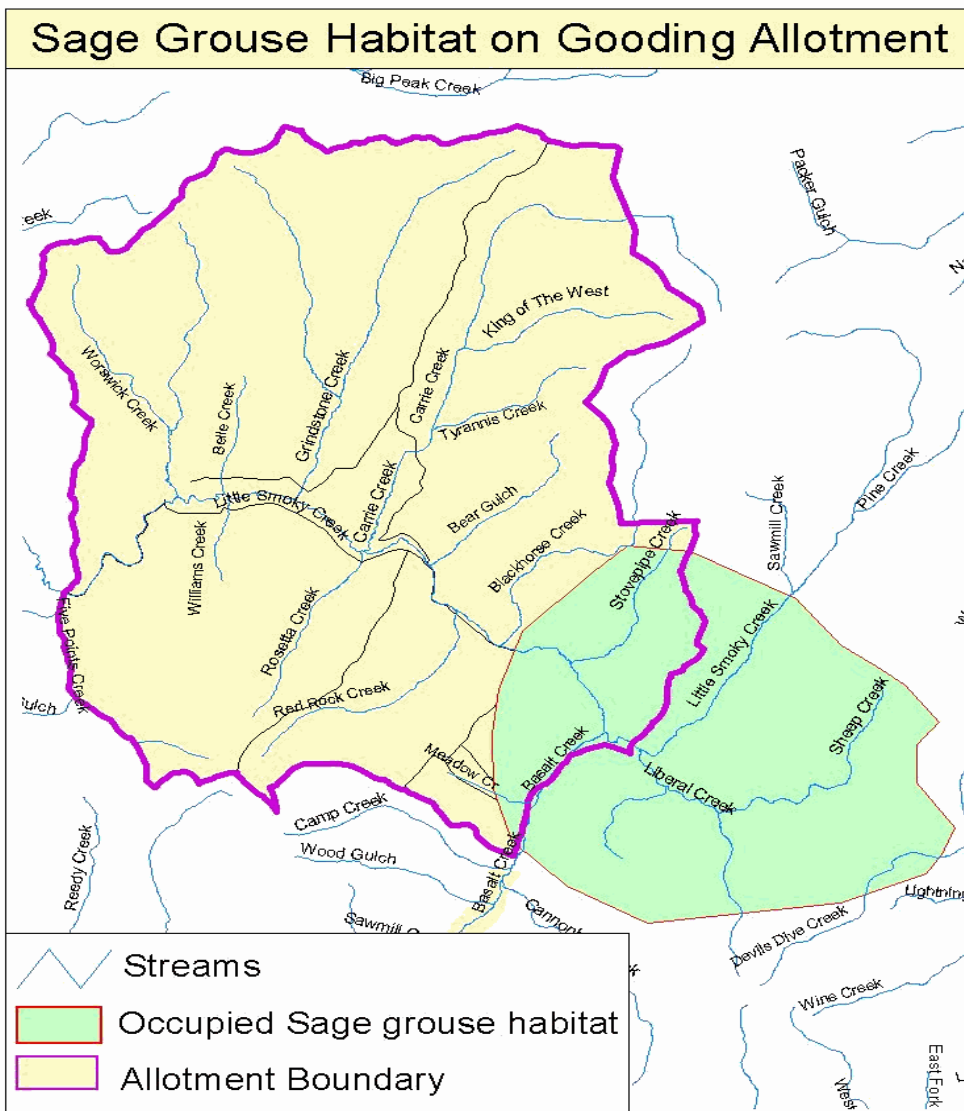 Sage Grouse Habitat on Gooding Allotment
Big Peak Creek
Packer Gulch
eek
King of The West
Worswick Creek
Belle Creek
Grindstone Creek
Carrie Creek
Tyrannis Creek
Little Smoky Creek
Carrie Creek
Bear Gulch
Blackhorse Creek
Stovepipe Creek
Sawmill Creek
Pine Creek
Williams Creek
Five Points Creek
Rosetta Creek
Red Rock Creek
Little Smoky Creek
Sheep Creek
Gulch
Meadow Cr
Basalt Creek
Liberal Creek
Camp Creek
Wood Gulch
Reedy Creek
Basalt Creek
Lightning
Devils Dive Creek
Wine Creek
East Fork
West
Streams
Occupied Sage grouse habitat
Allotment Boundary